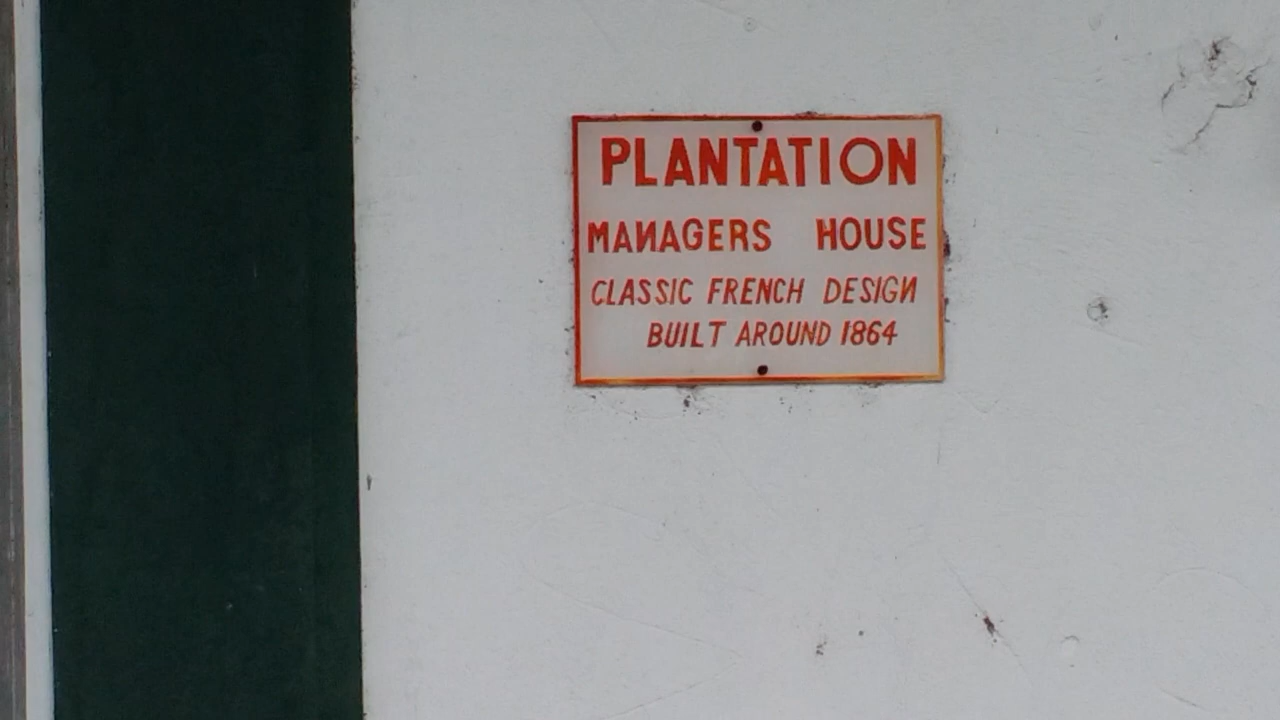 PLANTATION
MANAGERS HOUSE
CLASSIC FRENCH DESIGN
BUILT AROUND 1864